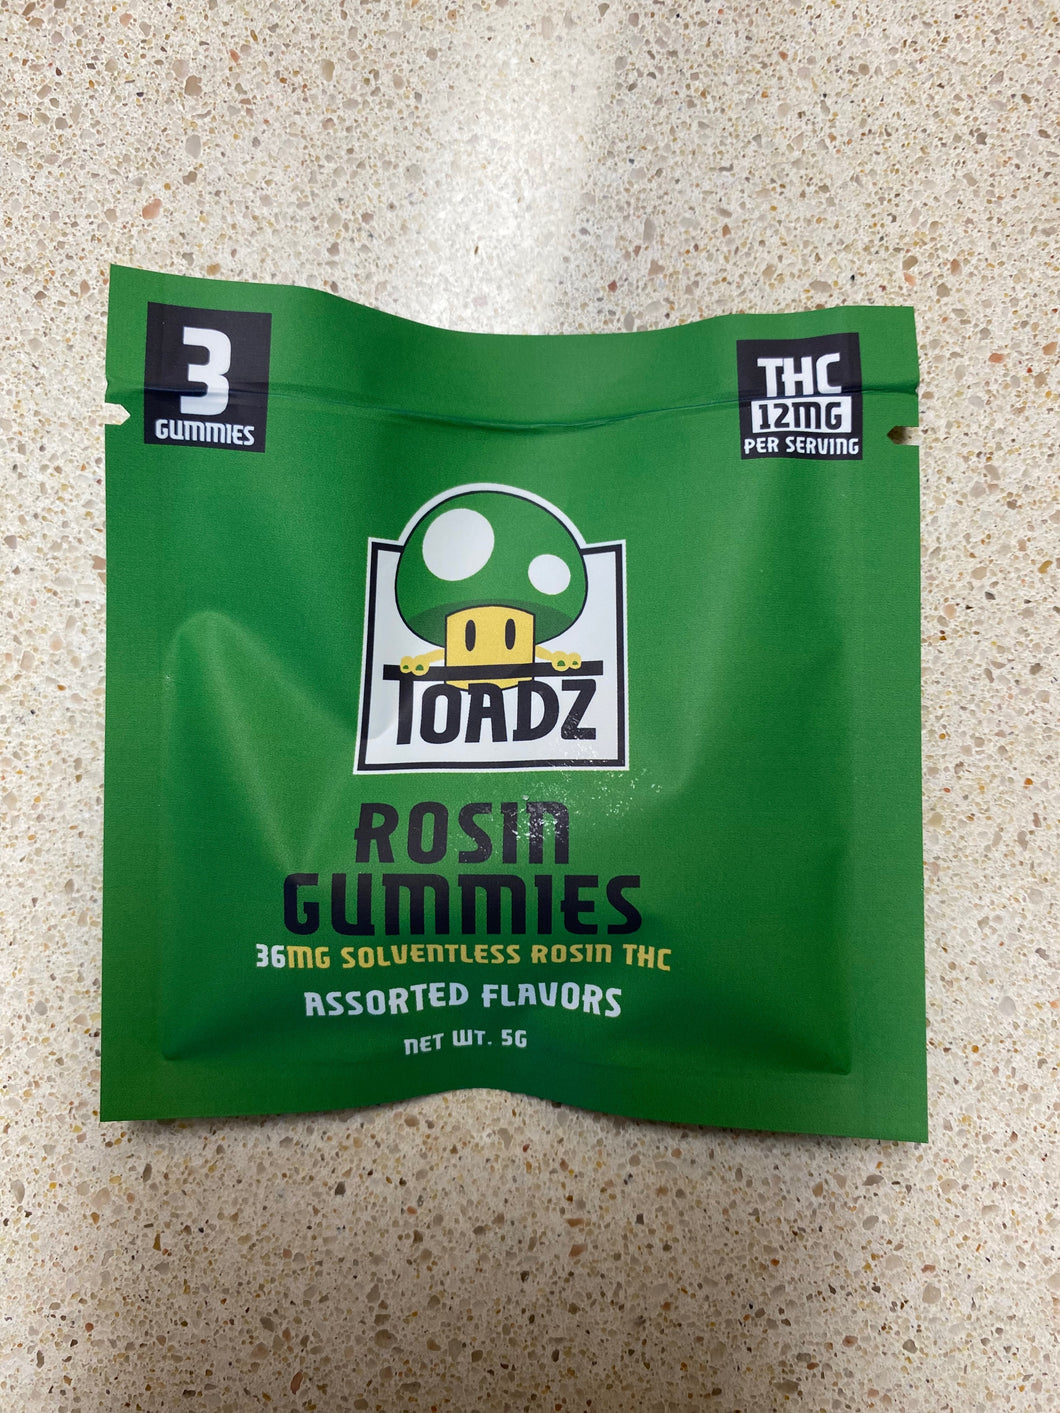 3
GUMMIES
THC
12MG
PER SERVING
TOADZ
ROSIN
GUMMIES
36MG SOLVENTLESS ROSIN THC
ASSORTED FLAVORS
NET WT. 5G